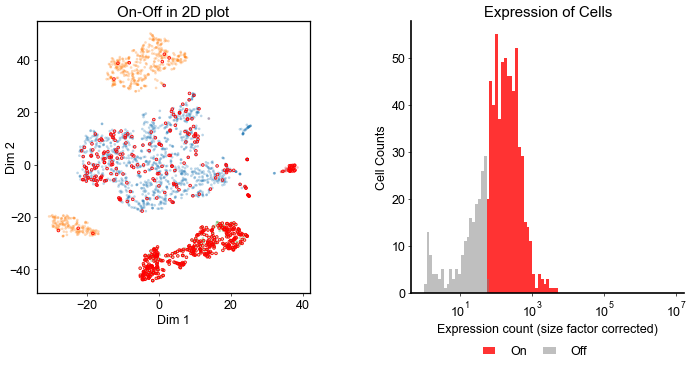 On-Off in 2D plot
Expression of Cells
Dim 2
40
20
0
−20
−40
−20
0
20
40
Dim 1
Cell Counts
50
40
30
20
10
0
10^1
10^3
10^5
10^7
Expression count (size factor corrected)
On Off